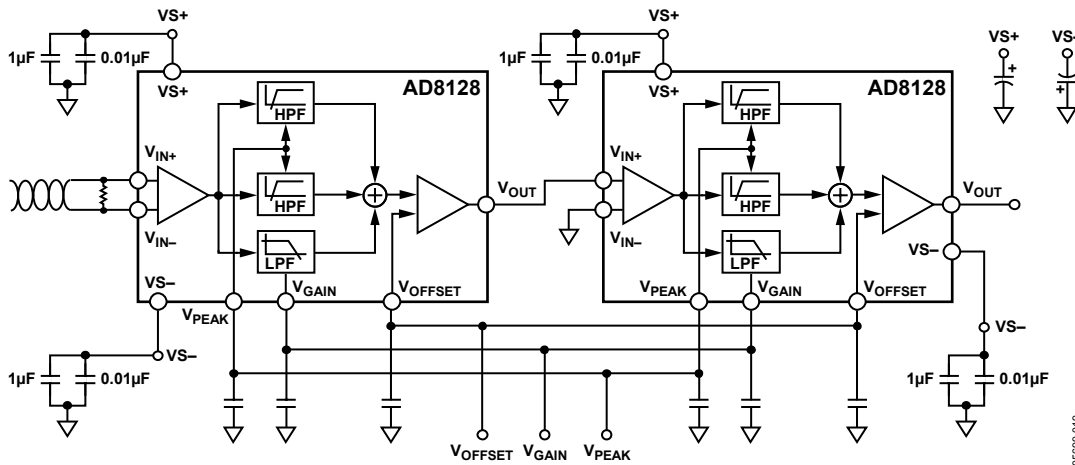 VS+
VS+
VS+
VS–
1µF
0.01µF
1µF
0.01µF
+
+
VS+
AD8128
VS+
AD8128
HPF
HPF
VIN+
VIN+
HPF
VOUT
HPF
VOUT
VIN–
VIN–
VS–
LPF
LPF
VS–
VPEAK
VGAIN
VOFFSET
VPEAK
VGAIN
VOFFSET
VS–
VS–
1µF
0.01µF
1µF
0.01µF
VOFFSET
VGAIN
VPEAK